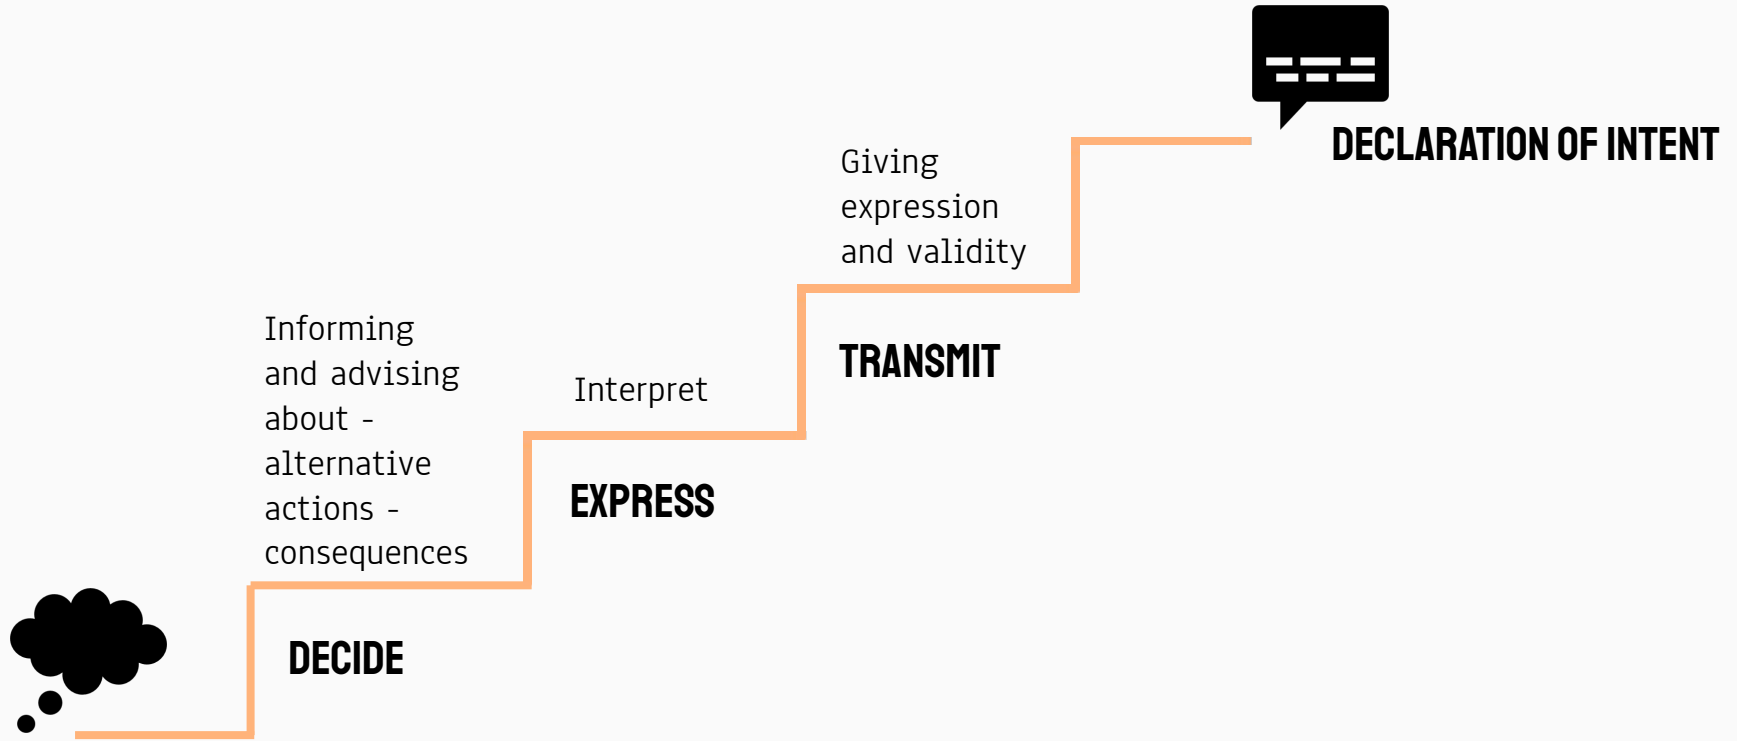 DECLARATION OF INTENT
Giving
expression
and validity
TRANSMIT
Informing
and advising
about -
alternative
actions -
consequences
Interpret
EXPRESS
DECIDE